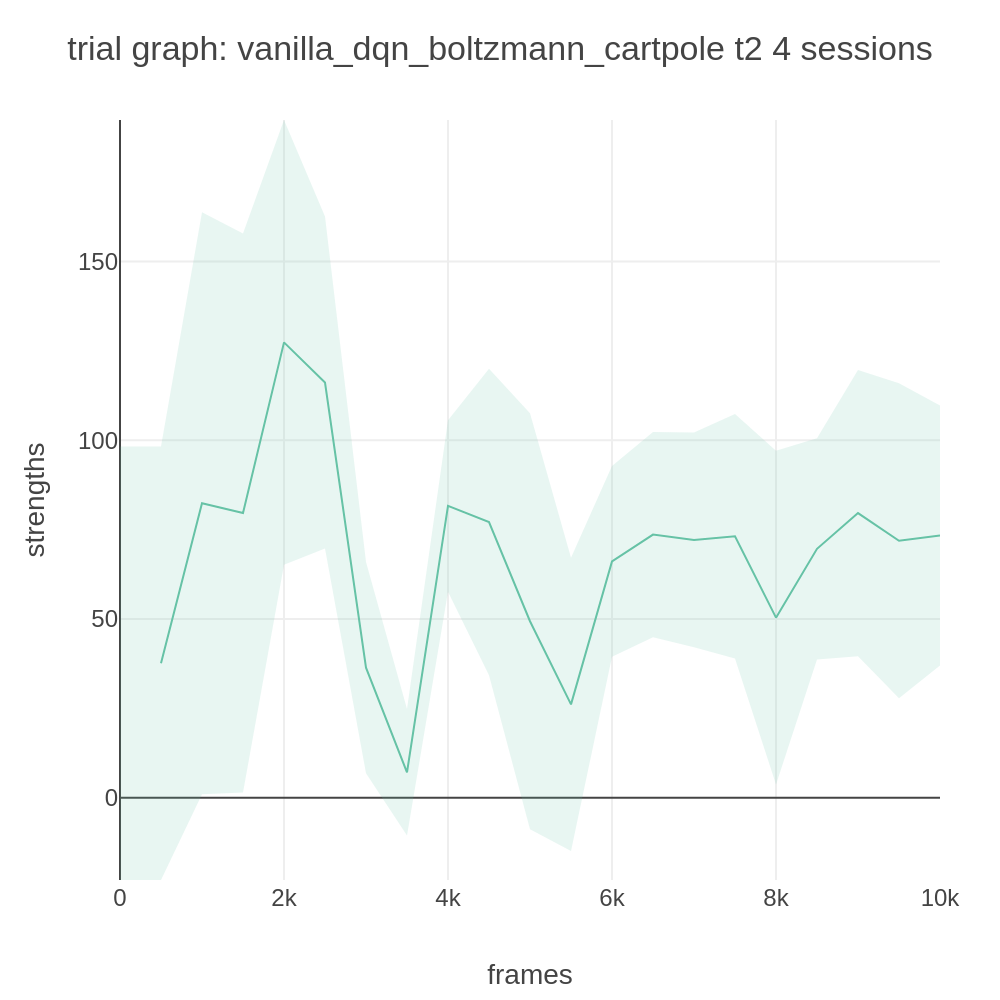 trial graph: vanilla_dqn_boltzmann_cartpole t2 4 sessions
strengths
150
100
50
0
0 2k 4k 6k 8k 10k
frames